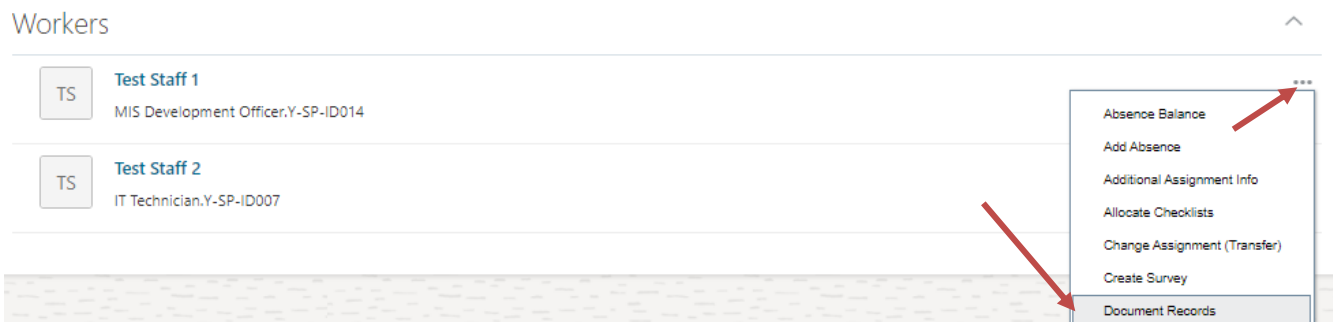 Workers
TS
Test Staff 1
MIS Development Officer.Y-SP-ID014
TS
Test Staff 2
IT Technician.Y-SP-ID007
Absence Balance
Add Absence
Additional Assignment Info
Allocate Checklists
Change Assignment (Transfer)
Create Survey
Document Records